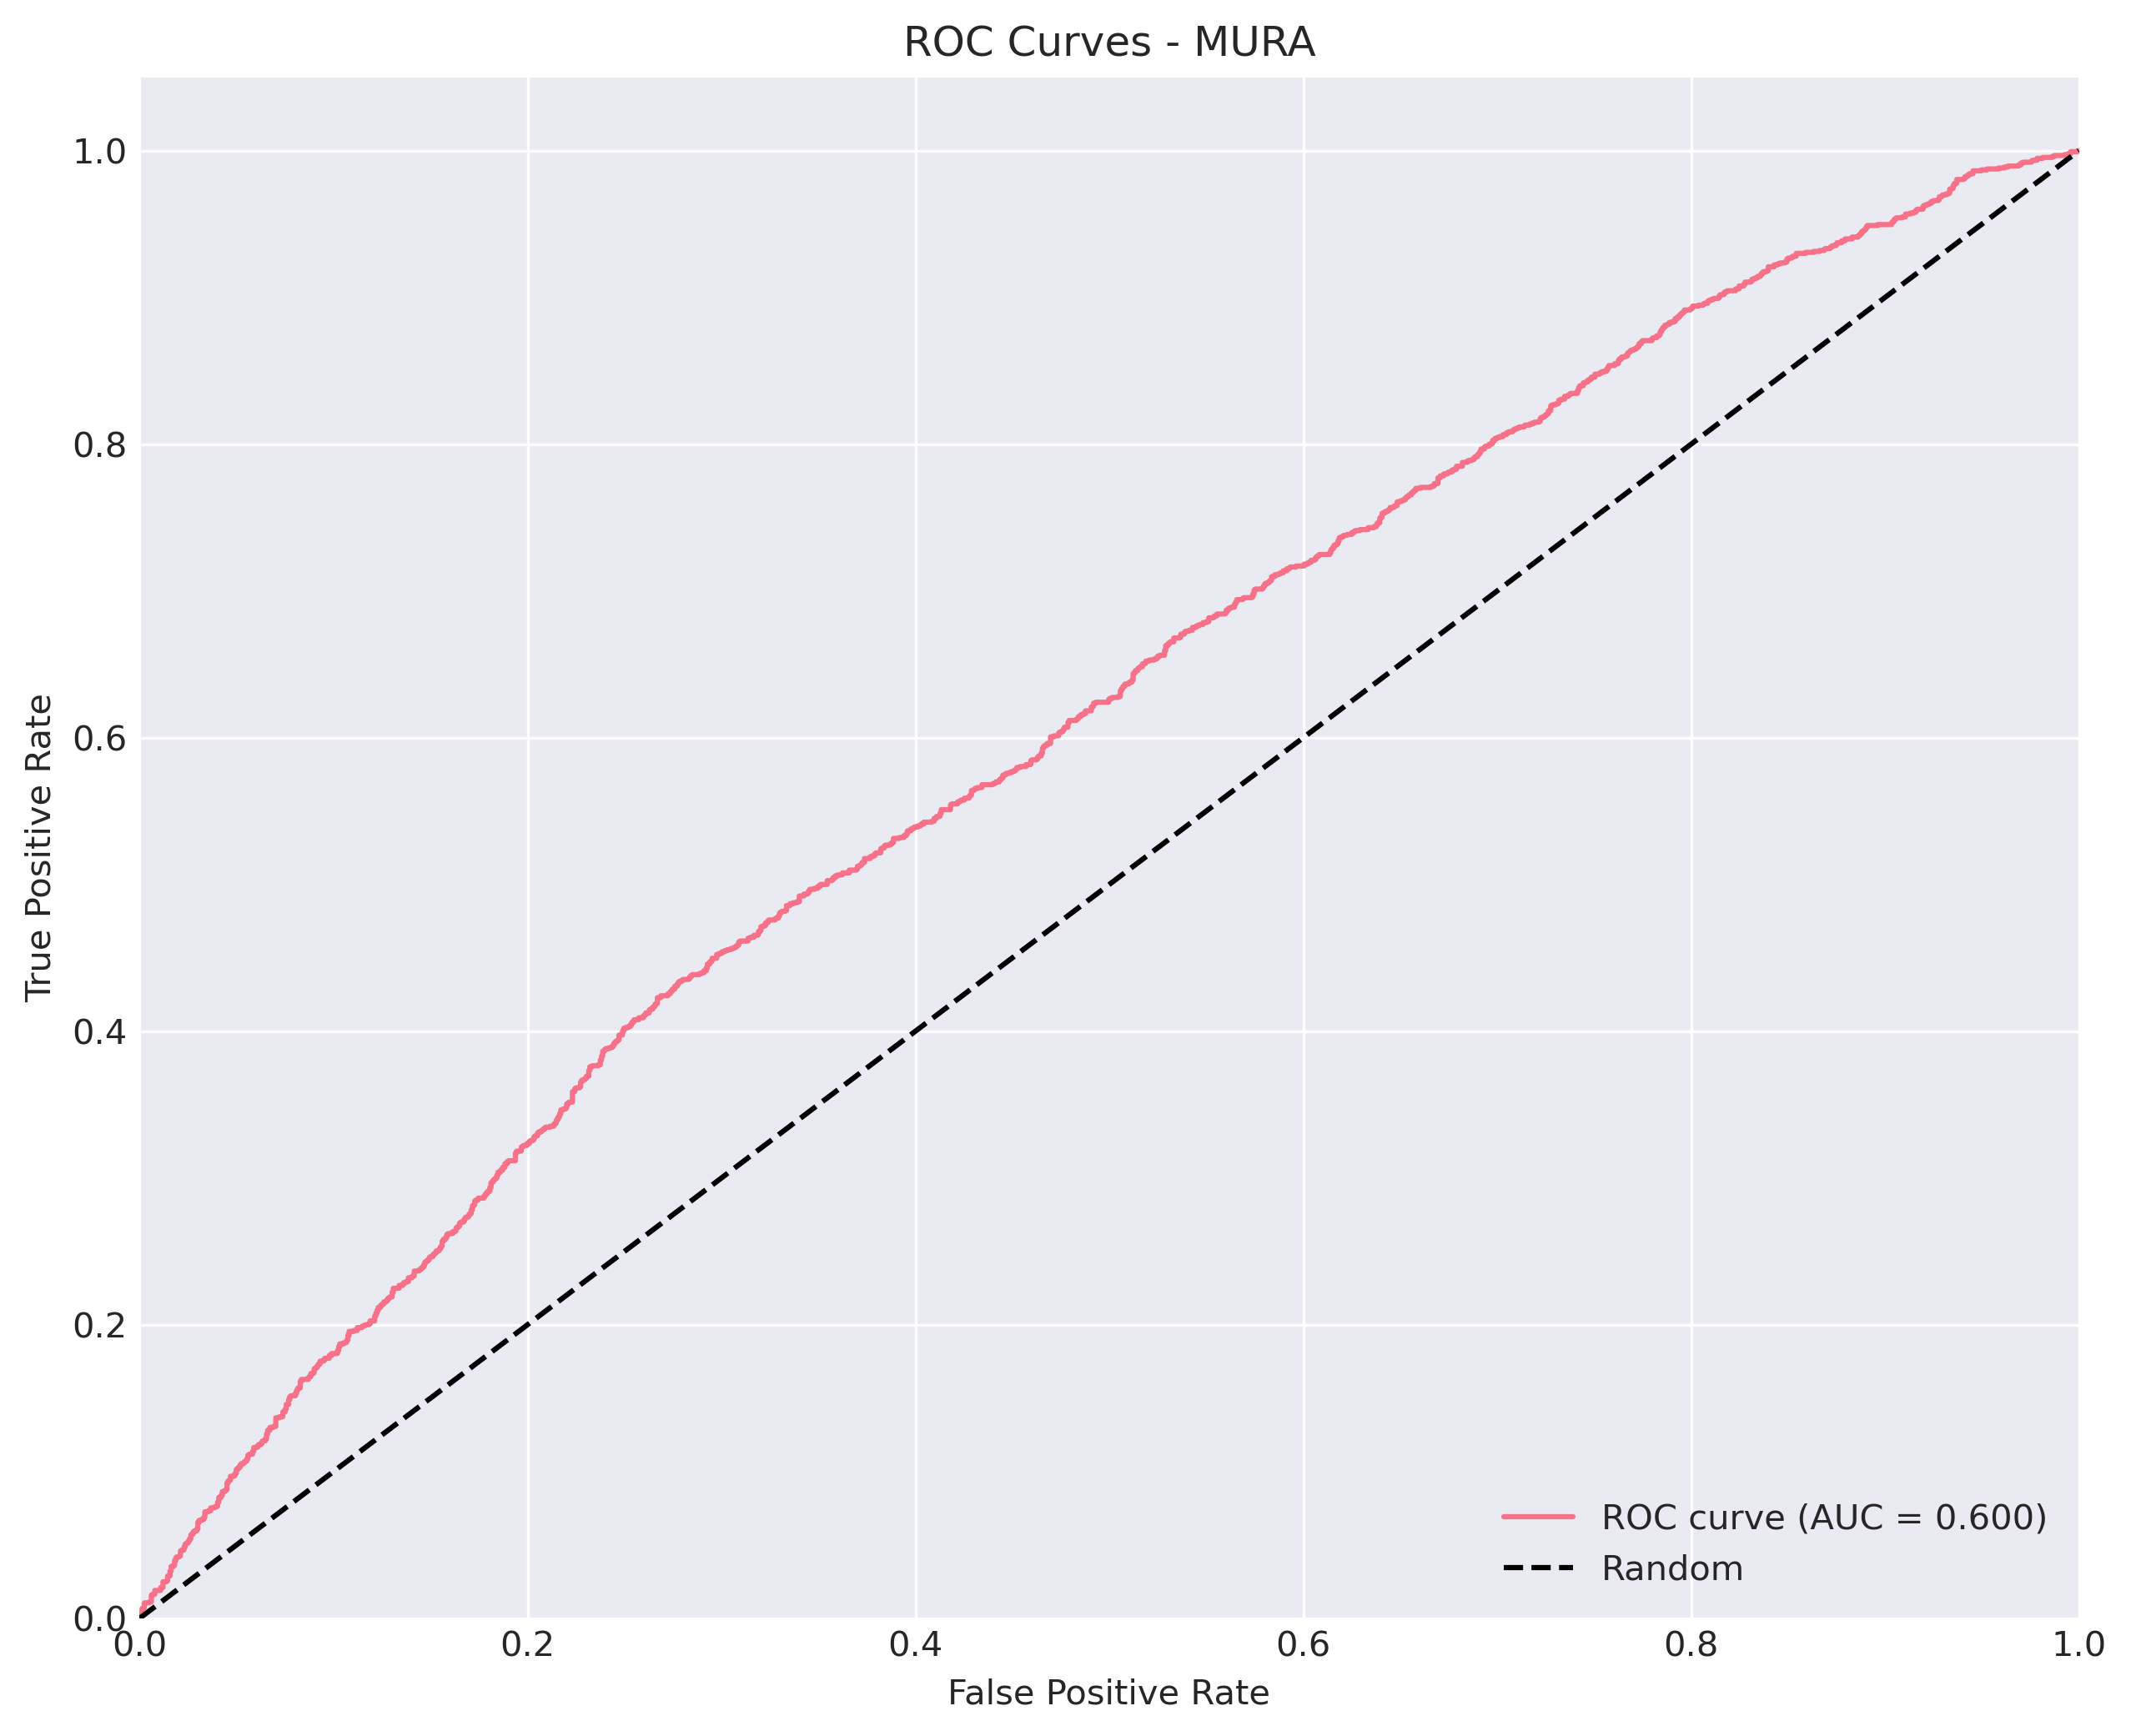 ROC Curves - MURA
1.0
0.8
0.6
0.4
0.2
0.0
True Positive Rate
0.0 0.2 0.4 0.6 0.8 1.0
False Positive Rate
ROC curve (AUC = 0.600)
Random